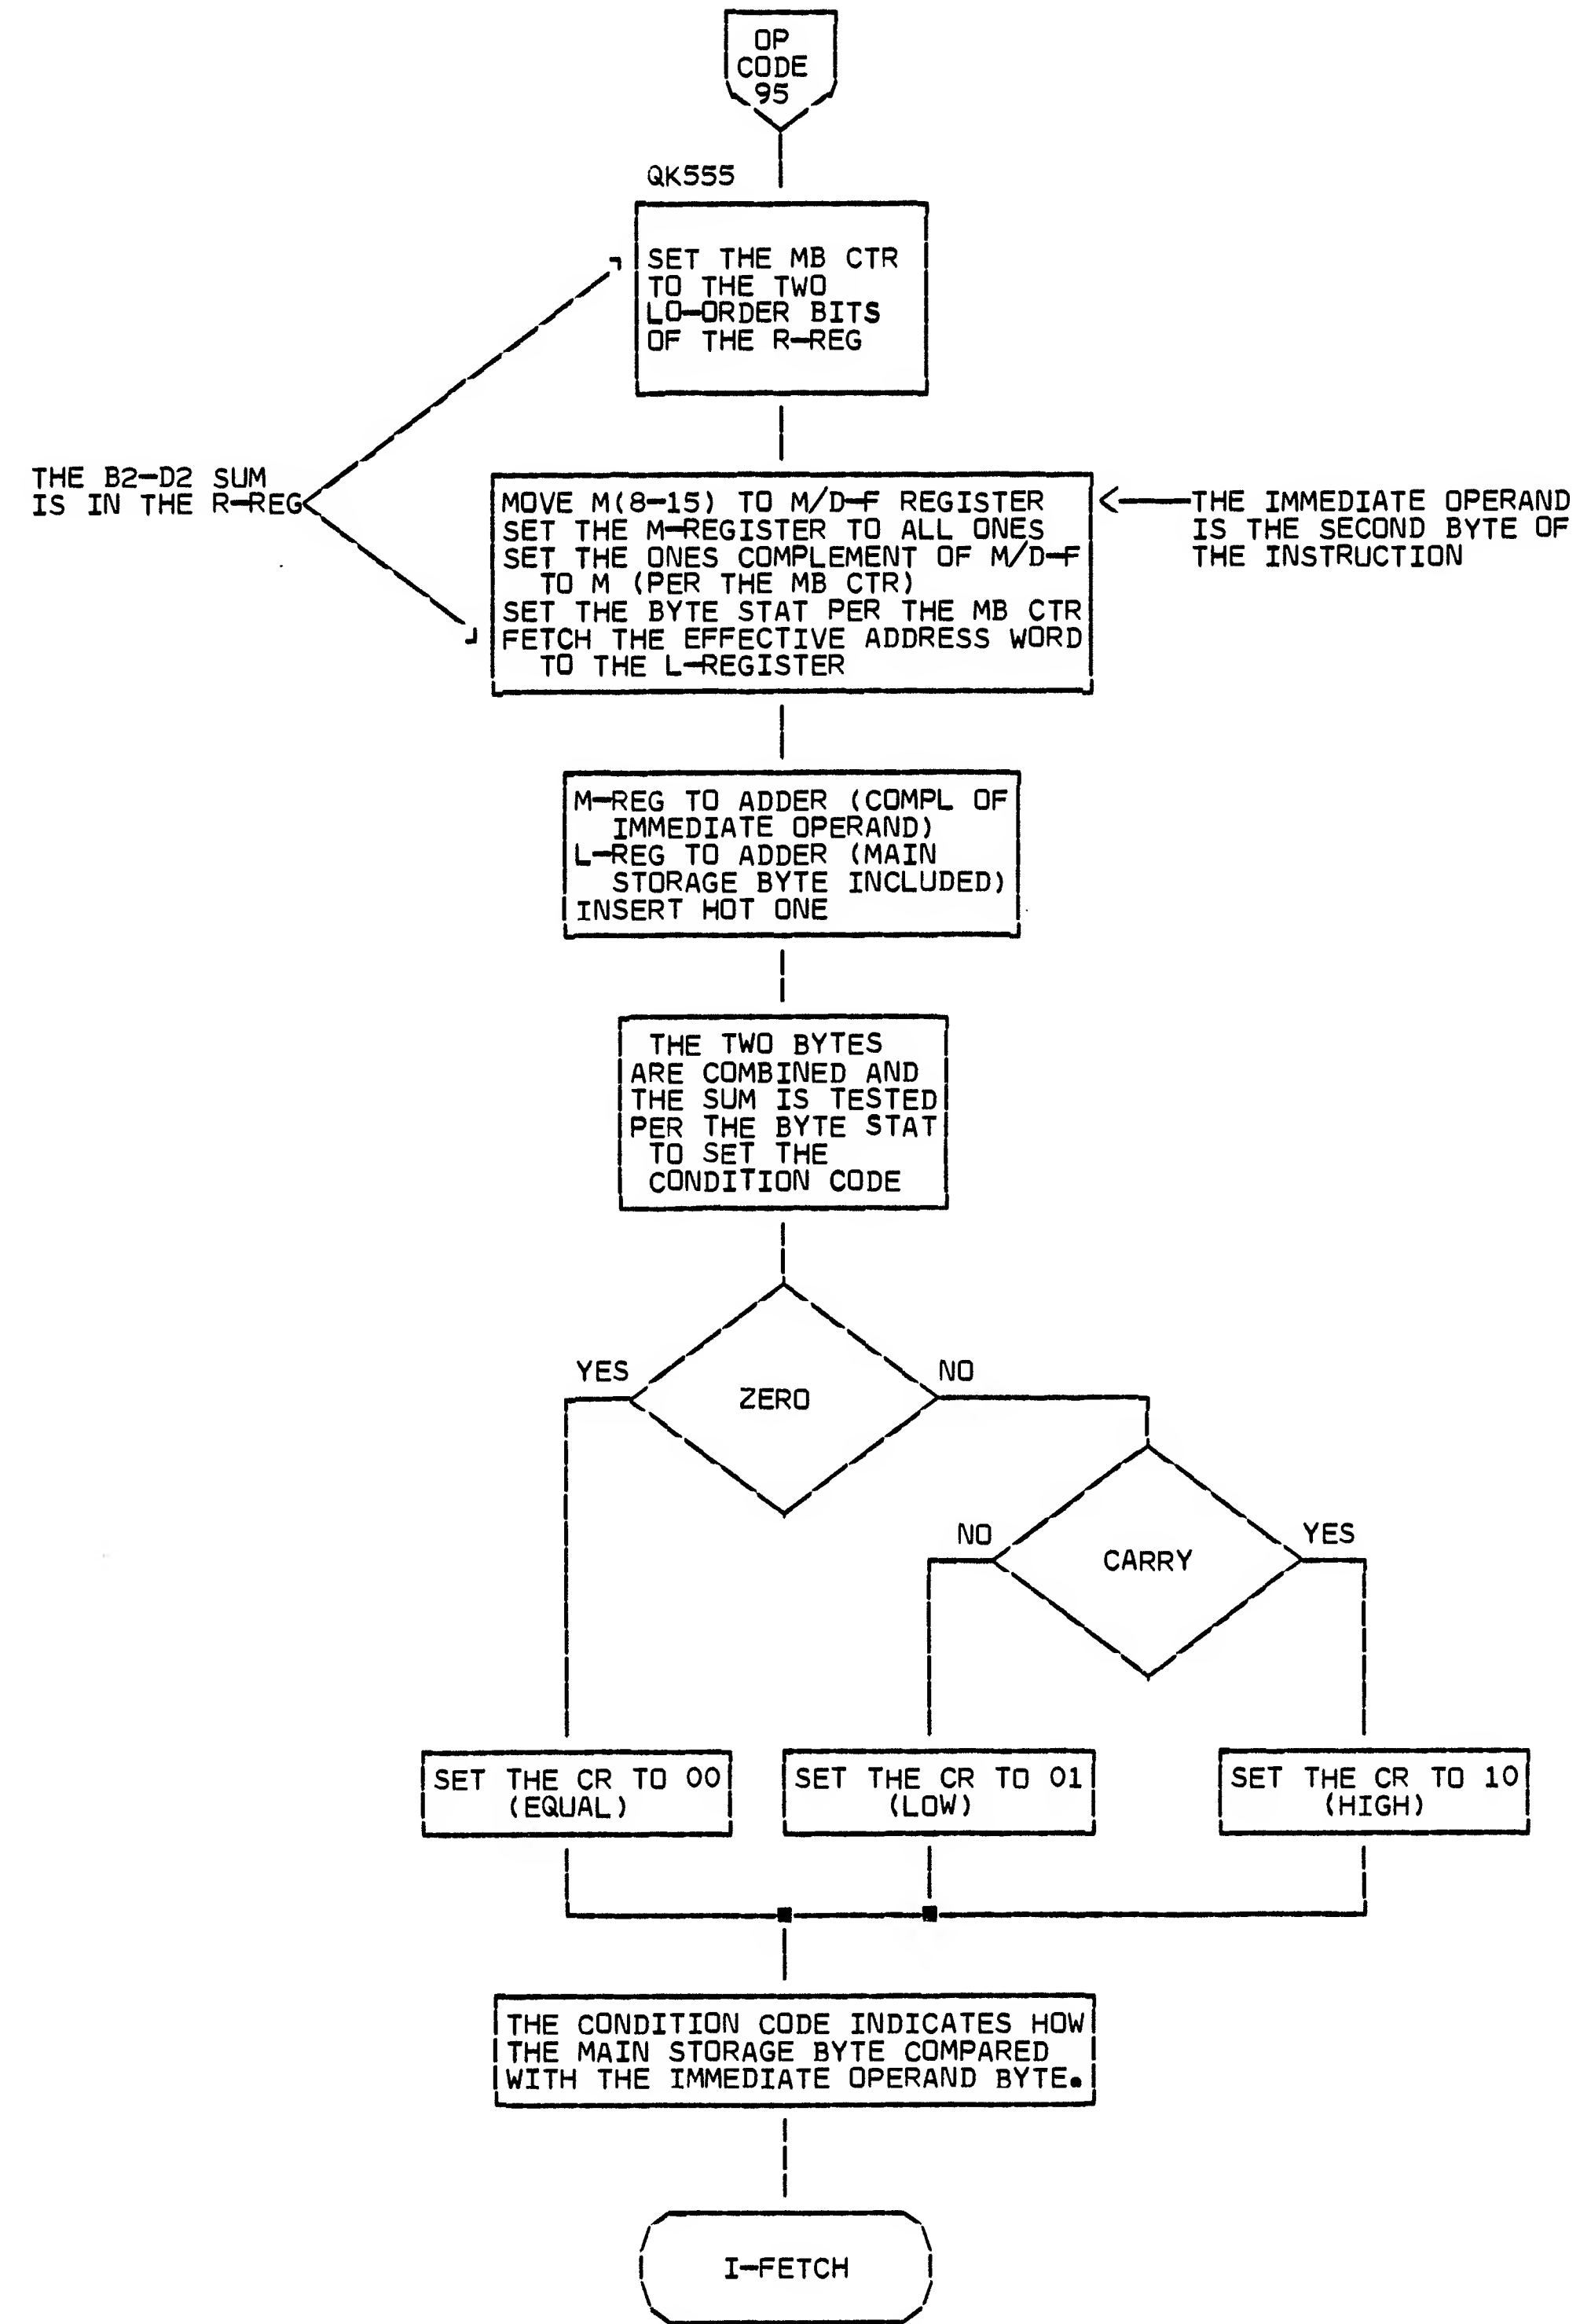 OP
CODE
95
QK555
SET THE MB CTR
TO THE TWO
LO-ORDER BITS
OF THE R-REG
THE B2-D2 SUM
IS IN THE R-REG
MOVE M(8-15) TO M/D-F REGISTER
SET THE M-REGISTER TO ALL ONES
SET THE ONES COMPLEMENT OF M/D-F
TO M (PER THE MB CTR)
SET THE BYTE STAT PER THE MB CTR
FETCH THE EFFECTIVE ADDRESS WORD
TO THE L-REGISTER
THE IMMEDIATE OPERAND
IS THE SECOND BYTE OF
THE INSTRUCTION
M-REG TO ADDER (COMPL OF
IMMEDIATE OPERAND)
L-REG TO ADDER (MAIN
STORAGE BYTE INCLUDED)
INSERT HOT ONE
THE TWO BYTES
ARE COMBINED AND
THE SUM IS TESTED
PER THE BYTE STAT
TO SET THE
CONDITION CODE
YES
ZERO
NO
NO
CARRY
YES
SET THE CR TO 00
(EQUAL)
SET THE CR TO 01
(LOW)
SET THE CR TO 10
(HIGH)
THE CONDITION CODE INDICATES HOW
THE MAIN STORAGE BYTE COMPARED
WITH THE IMMEDIATE OPERAND BYTE.
I-FETCH